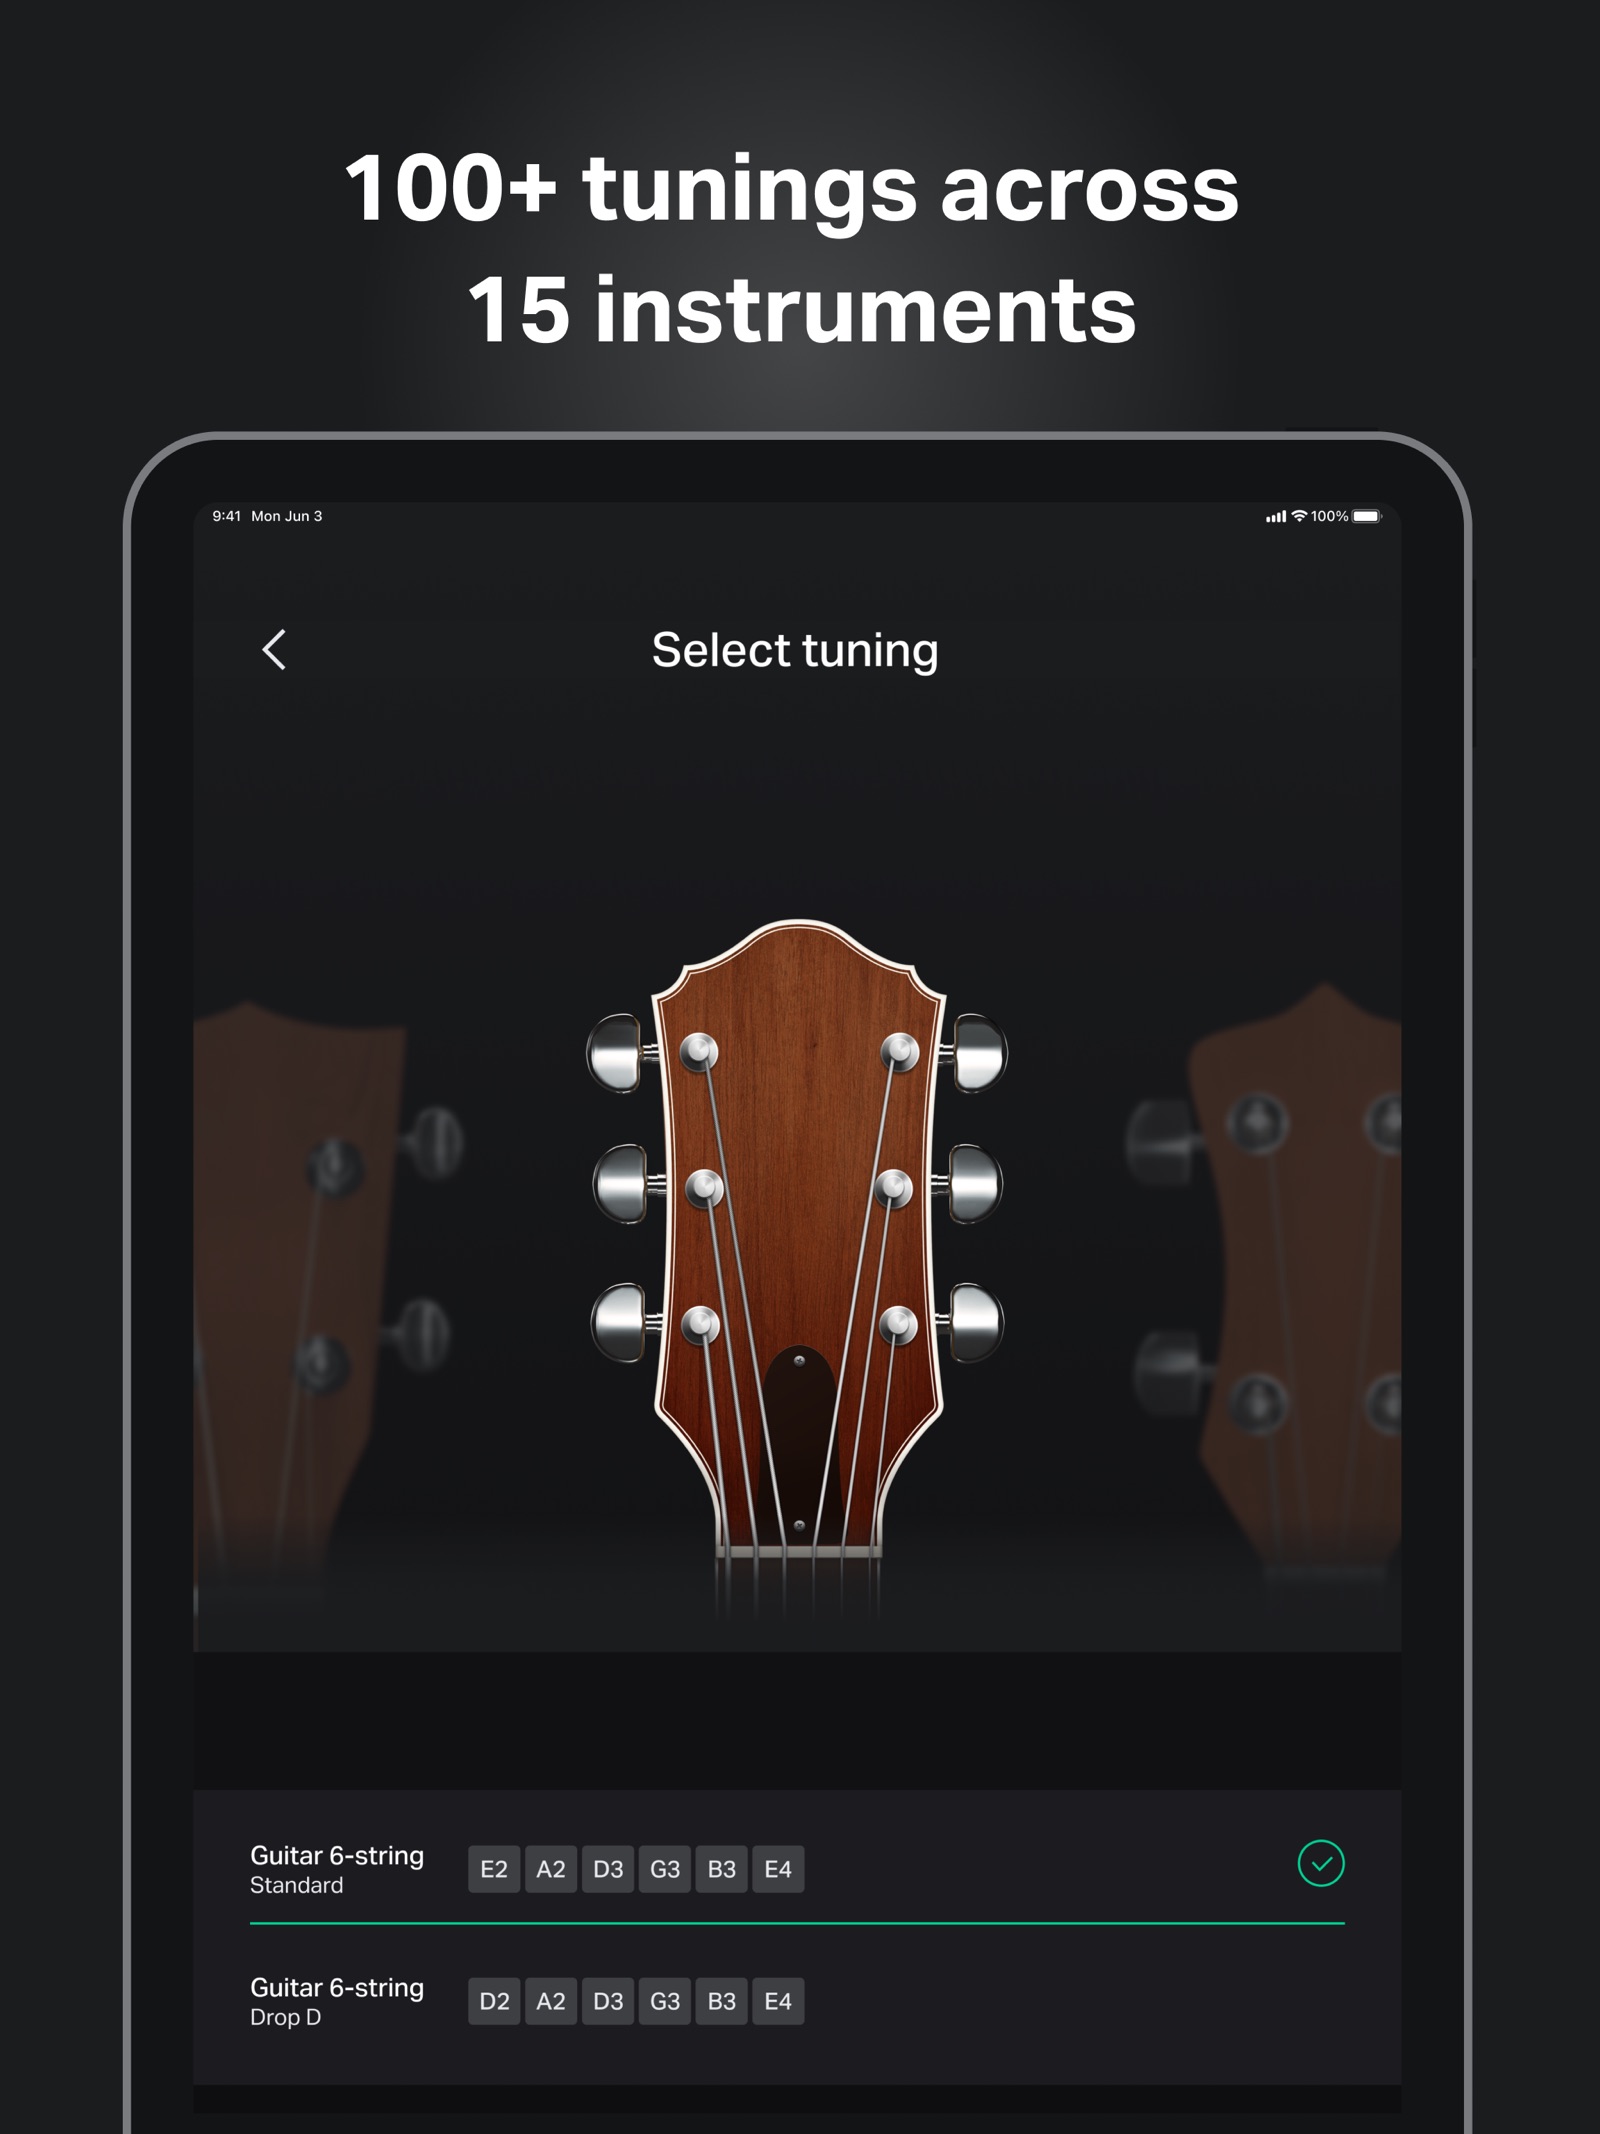 100+ tunings across
15 instruments
9:41 Mon Jun 3
100%
Select tuning
Guitar 6-string
Standard
E2 A2 D3 G3 B3 E4
Guitar 6-string
Drop D
D2 A2 D3 G3 B3 E4